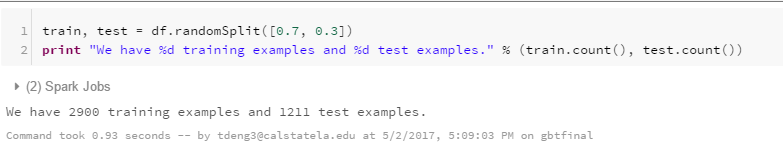 1 train, test = df.randomSplit([0.7, 0.3])
2 print "We have %d training examples and %d test examples." % (train.count(), test.count())
(2) Spark Jobs
We have 2900 training examples and 1211 test examples.
Command took 0.93 seconds -- by tdeng3@calstatela.edu at 5/2/2017, 5:09:03 PM on gbtfinal